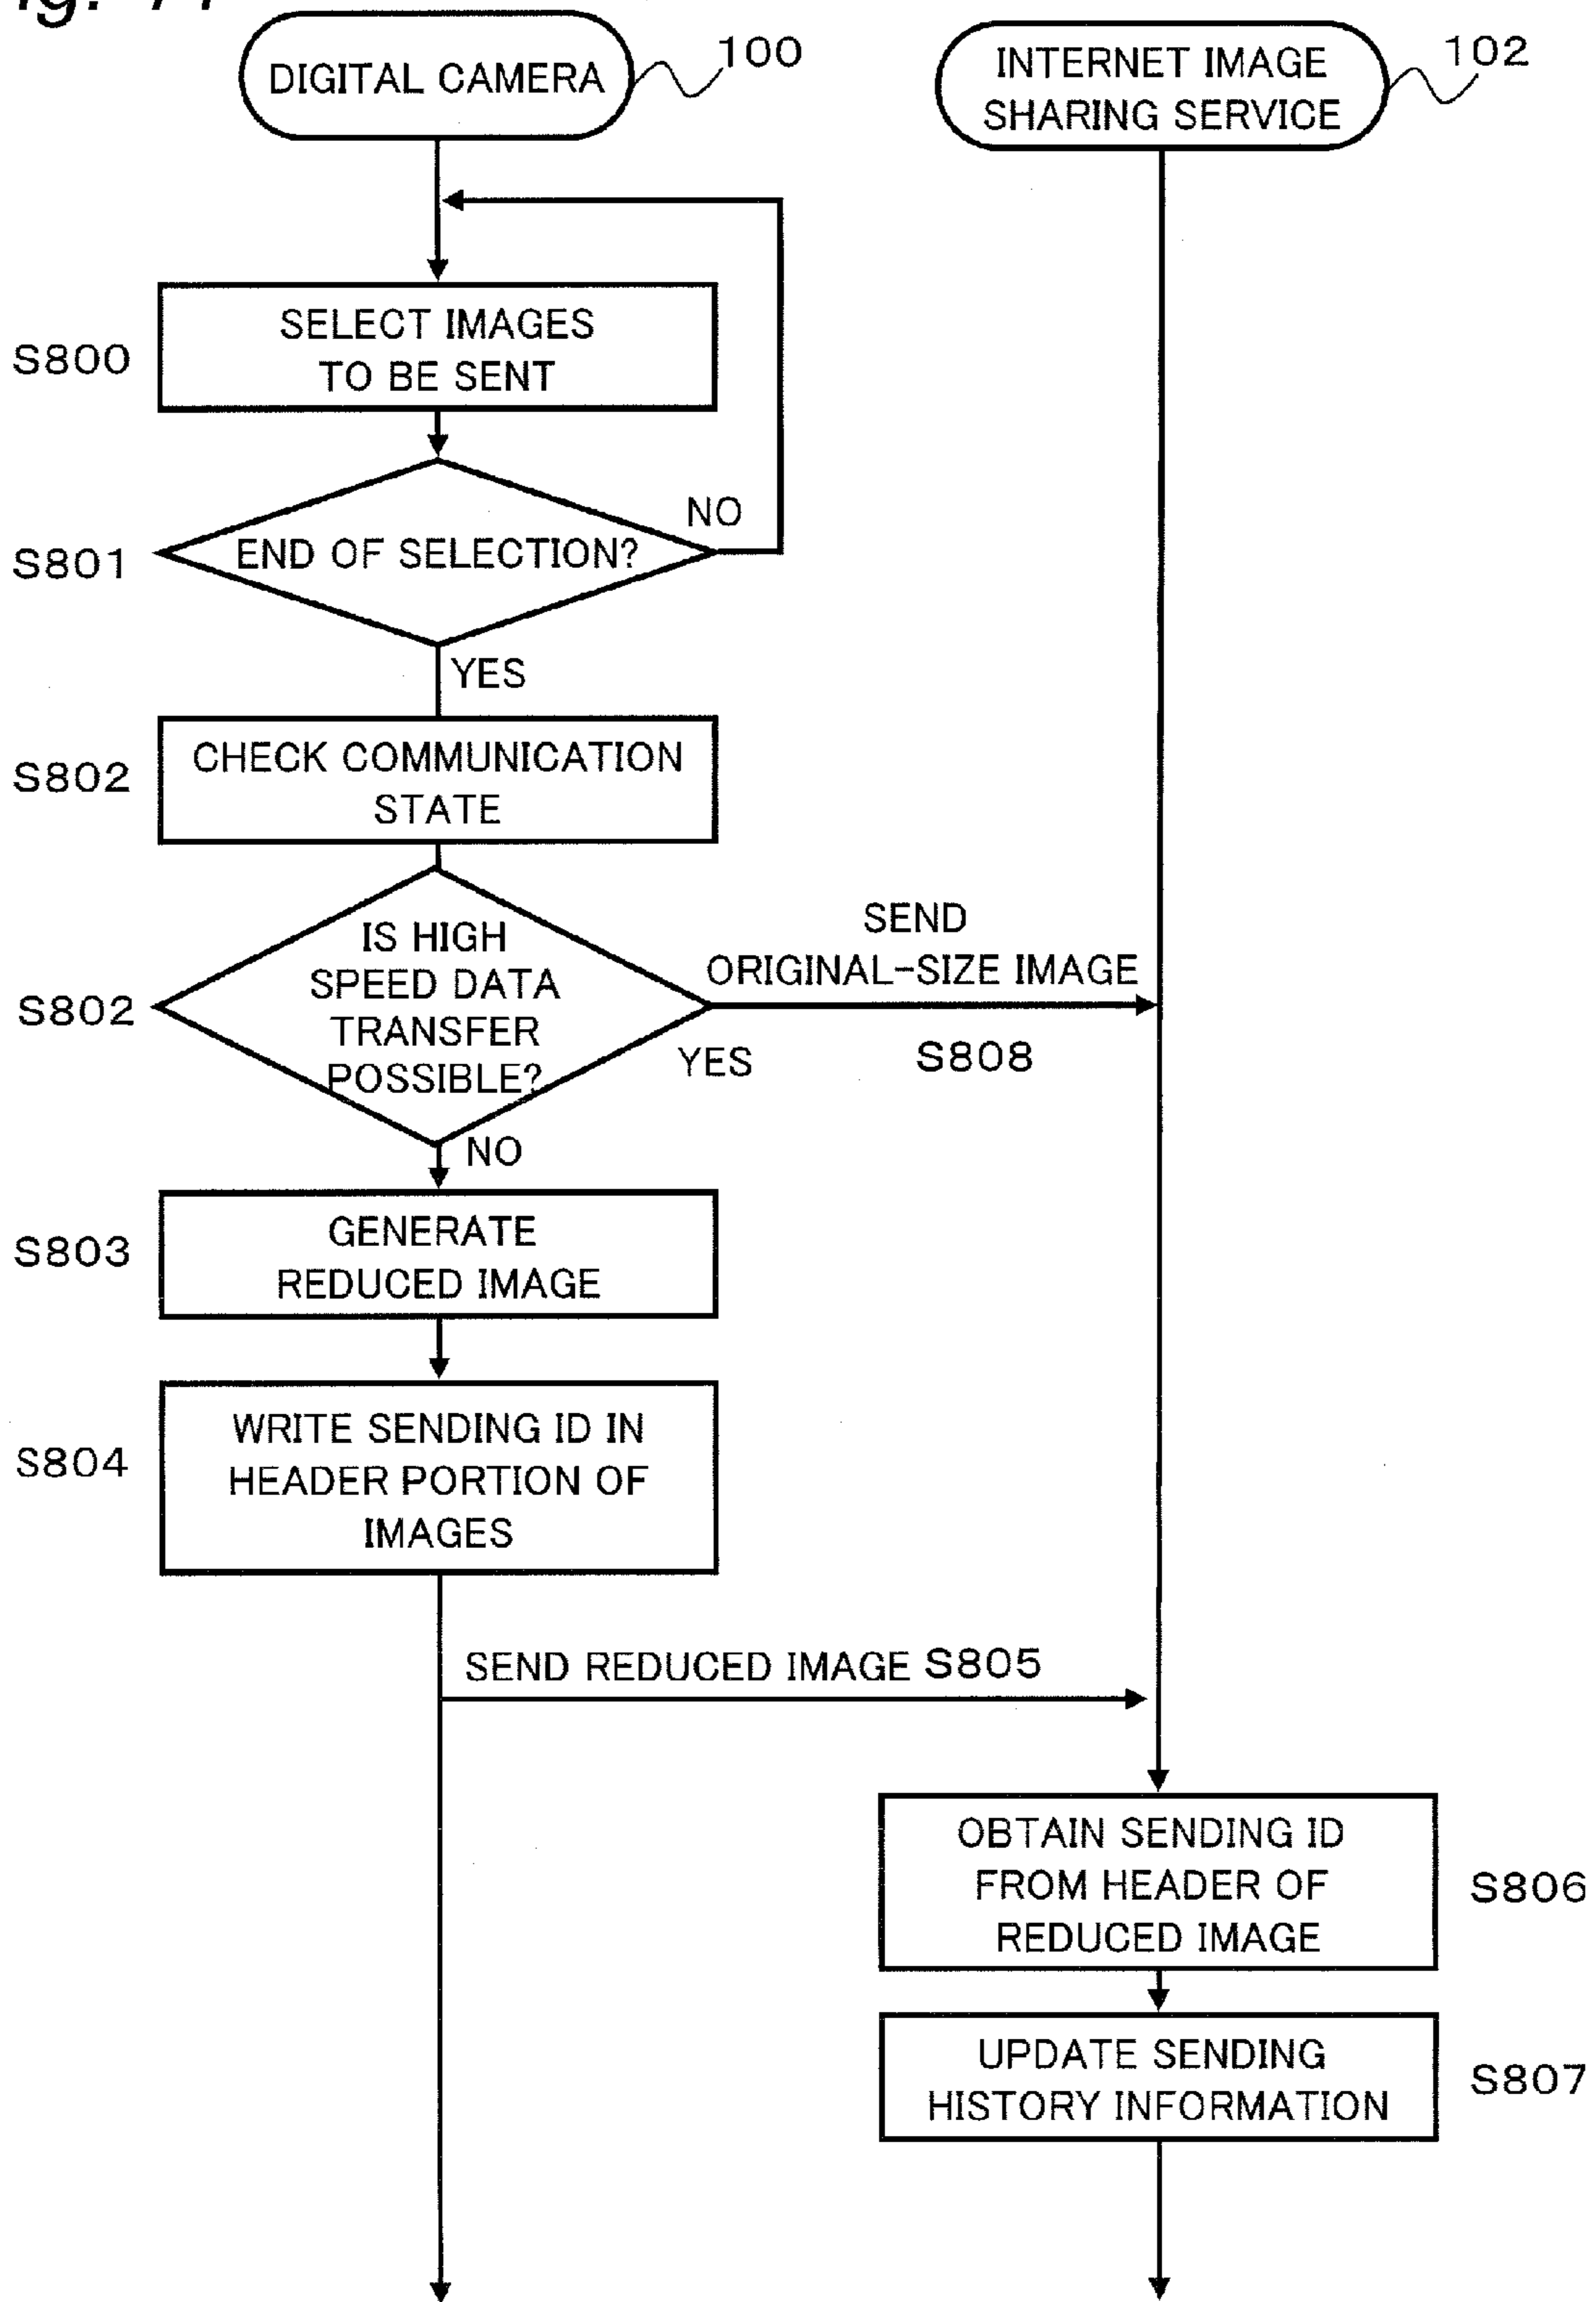 DIGITAL CAMERA
100
INTERNET IMAGE
SHARING SERVICE
102
S800
SELECT IMAGES
TO BE SENT
S801
END OF SELECTION?
NO
YES
S802
CHECK COMMUNICATION
STATE
S802
IS HIGH
SPEED DATA
TRANSFER
POSSIBLE?
YES
SEND
ORIGINAL-SIZE IMAGE
S808
NO
S803
GENERATE
REDUCED IMAGE
S804
WRITE SENDING ID IN
HEADER PORTION OF
IMAGES
SEND REDUCED IMAGE S805
OBTAIN SENDING ID
FROM HEADER OF
REDUCED IMAGE
S806
UPDATE SENDING
HISTORY INFORMATION
S807